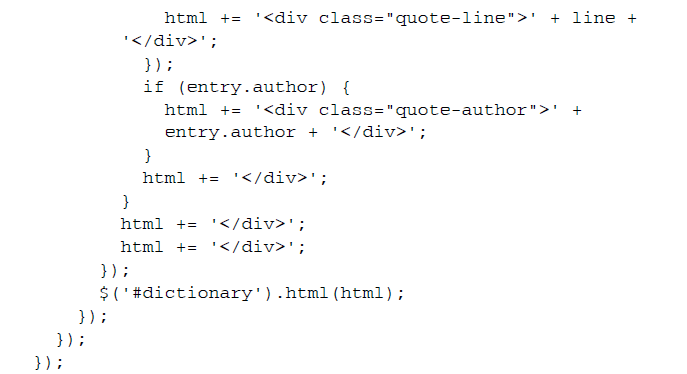 html += '<div class="quote-line">' + line +
'</div>';
});
if (entry.author) {
html += '<div class="quote-author">' +
entry.author + '</div>';
}
html += '</div>';
}
html += '</div>';
html += '</div>';
});
$('#dictionary').html(html);
});
});
});